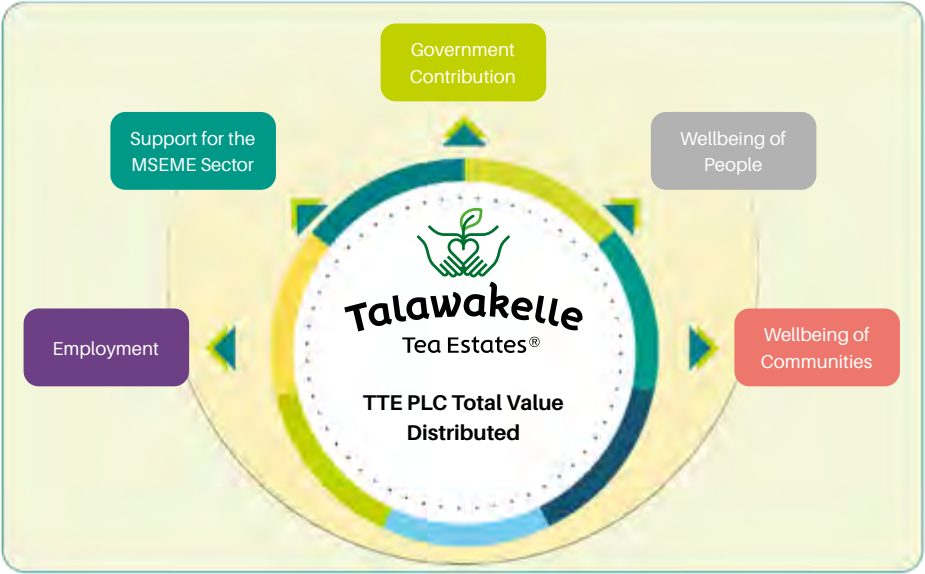 Government
Contribution
Support for the
MSEME Sector
Wellbeing of
People
Employment
Wellbeing of
Communities
Talawakelle
Tea Estates®
TTE PLC Total Value
Distributed